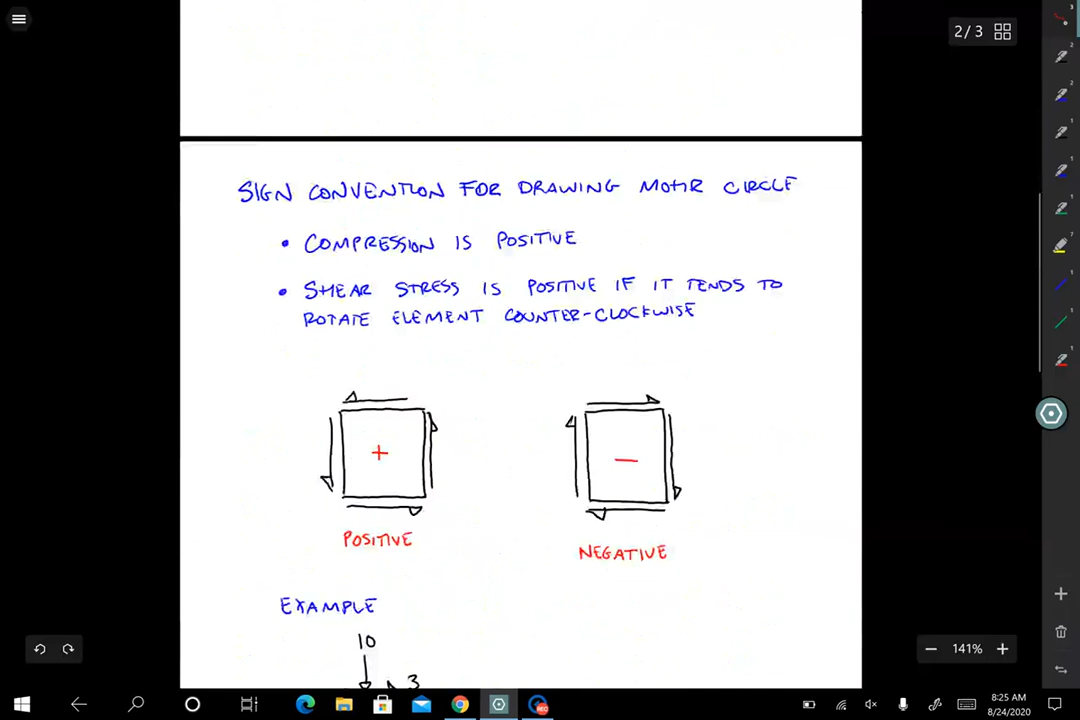 2/3
SIGN CONVENTION FOR DRAWING MOHR CIRCLE
• COMPRESSION IS POSITIVE
• SHEAR STRESS IS POSITIVE IF IT TENDS TO
ROTATE ELEMENT COUNTER-CLOCKWISE
+
−
POSITIVE
NEGATIVE
EXAMPLE
10
3
141%
8:25 AM
8/24/2020